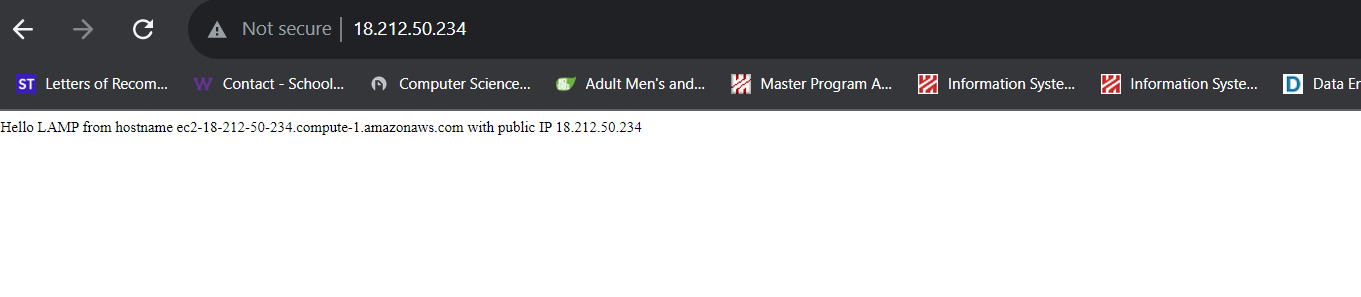 Not secure 18.212.50.234
ST Letters of Recom... W Contact - School... Computer Science... Adult Men's and... Master Program A... Information Syste... Information Syste... D Data En
Hello LAMP from hostname ec2-18-212-50-234.compute-1.amazonaws.com with public IP 18.212.50.234